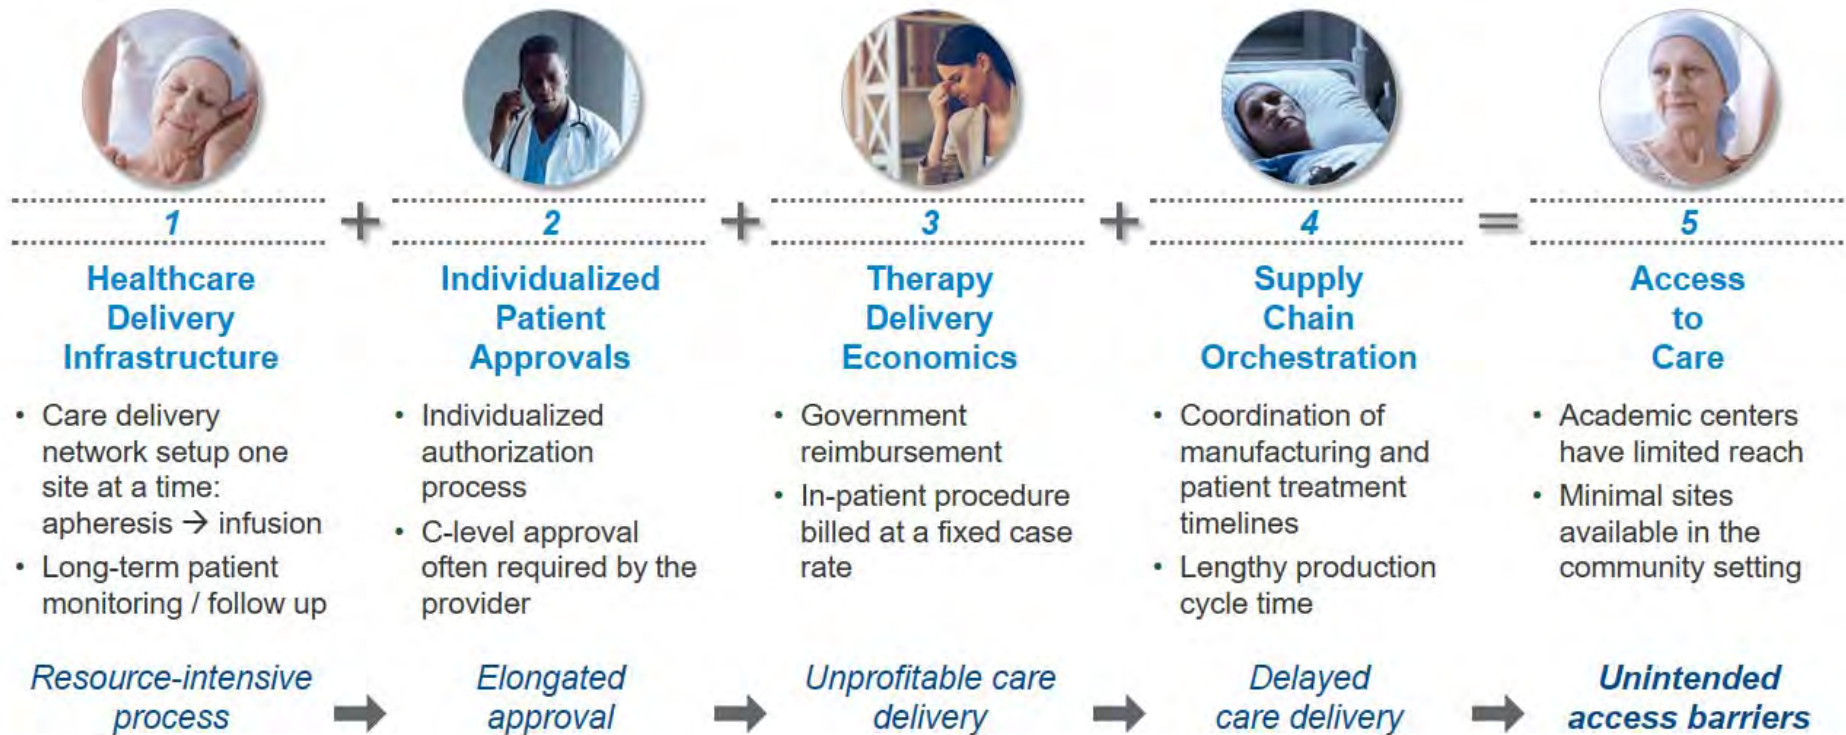 1
+
2
+
3
+
4
=
5
Healthcare
Delivery
Infrastructure
• Care delivery
network setup one
site at a time:
apheresis → infusion
• Long-term patient
monitoring / follow up
Resource-intensive
process
Individualized
Patient
Approvals
• Individualized
authorization
process
• C-level approval
often required by the
provider
Elongated
approval
Therapy
Delivery
Economics
• Government
reimbursement
• In-patient procedure
billed at a fixed case
rate
Unprofitable care
delivery
Supply
Chain
Orchestration
• Coordination of
manufacturing and
patient treatment
timelines
• Lengthy production
cycle time
Delayed
care delivery
Access
to
Care
• Academic centers
have limited reach
• Minimal sites
available in the
community setting
Unintended
access barriers